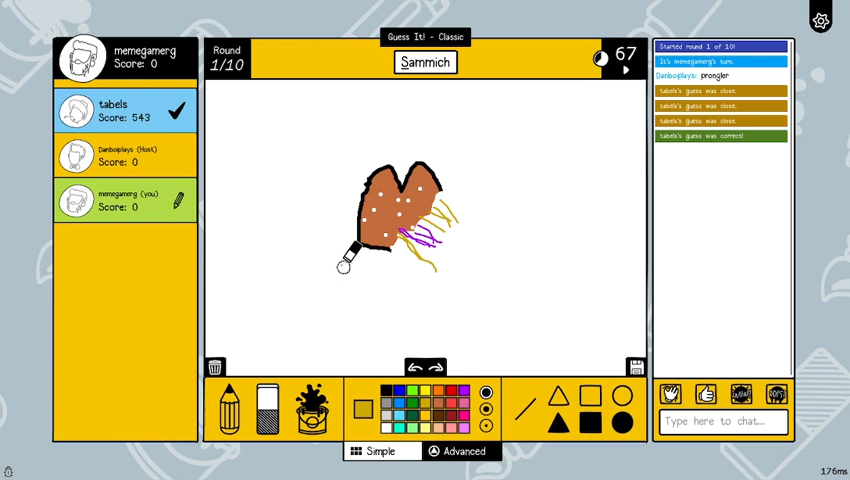 Guess It! - Classic
memegamerg
Score: 0
Round
1/10
Sammich
67
tabels
Score: 543
Danboiplays (Host)
Score: 0
memegamerg (you)
Score: 0
Started round 1 of 10!
It's memegamerg's turn.
Danboiplays: prongler
tabels's guess was close.
tabels's guess was close.
tabels's guess was close.
tabels's guess was correct!
Type here to chat...
Simple
Advanced
176ms